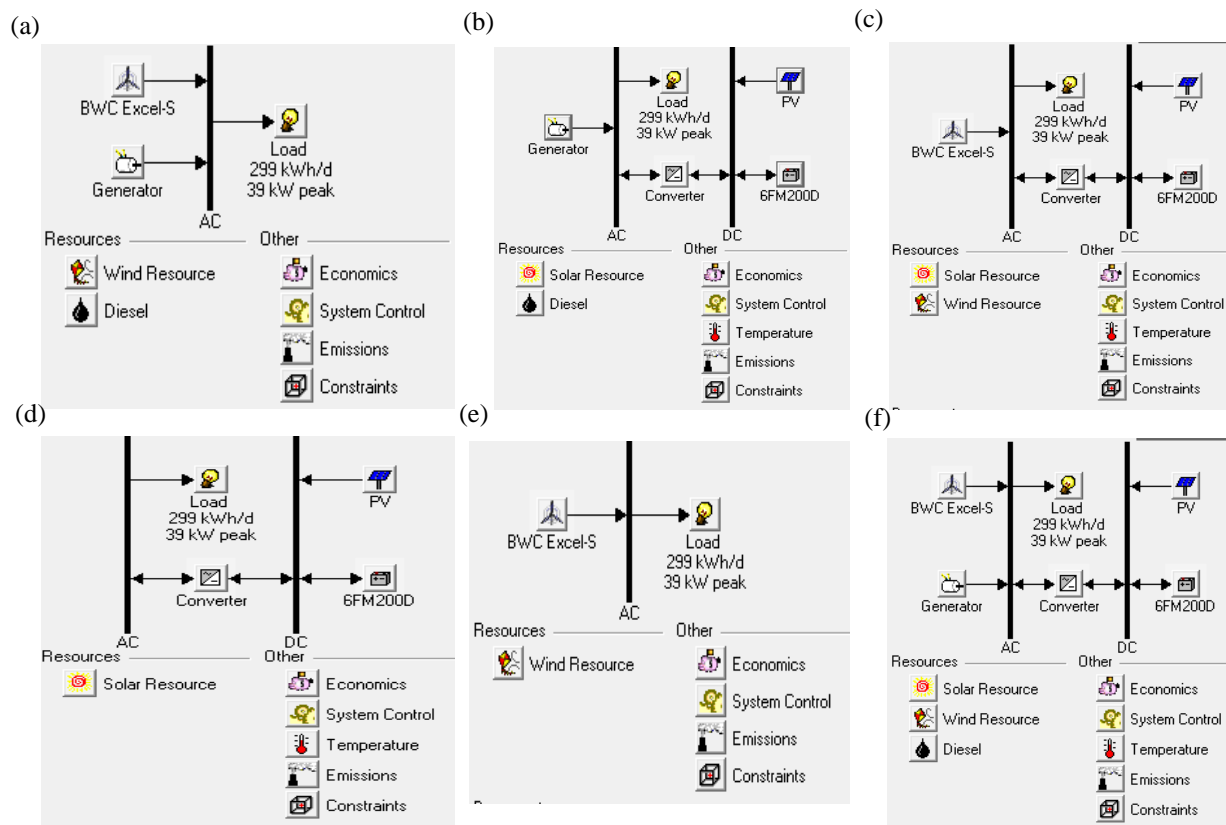 (a)
BWC Excel-S
Generator
Load
299 kWh/d
39 kW peak
AC
Resources
Other
Wind Resource
Diesel
Economics
System Control
Emissions
Constraints
(b)
Generator
Load
299 kWh/d
39 kW peak
PV
Converter
6FM200D
AC
DC
Resources
Other
Solar Resource
Diesel
Economics
System Control
Temperature
Emissions
Constraints
(c)
BWC Excel-S
Load
299 kWh/d
39 kW peak
PV
Converter
6FM200D
AC
DC
Resources
Other
Solar Resource
Wind Resource
Economics
System Control
Temperature
Emissions
Constraints
(d)
Load
299 kWh/d
39 kW peak
PV
Converter
6FM200D
AC
DC
Resources
Other
Solar Resource
Economics
System Control
Temperature
Emissions
Constraints
(e)
BWC Excel-S
Load
299 kWh/d
39 kW peak
AC
Resources
Other
Wind Resource
Economics
System Control
Emissions
Constraints
(f)
BWC Excel-S
Load
299 kWh/d
39 kW peak
PV
Generator
Converter
6FM200D
AC
DC
Resources
Other
Solar Resource
Wind Resource
Diesel
Economics
System Control
Temperature
Emissions
Constraints